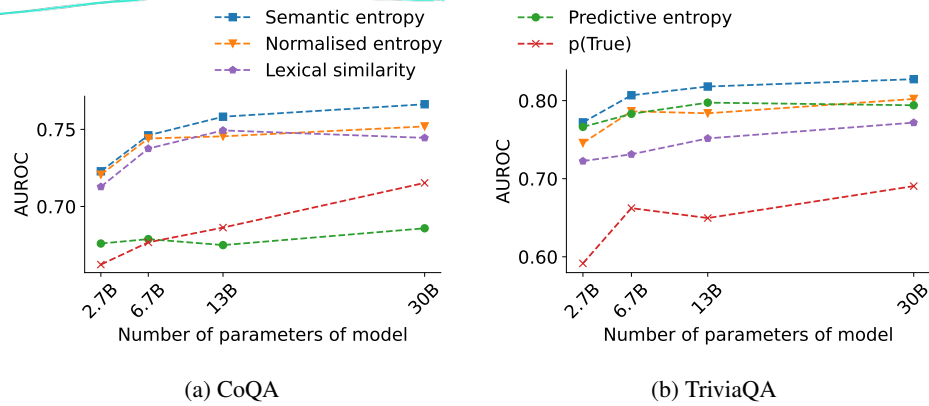 Semantic entropy
Normalised entropy
Lexical similarity
Predictive entropy
p(True)
AUROC
0.75
0.70
2.7B
6.7B
13B
30B
Number of parameters of model
(a) CoQA
AUROC
0.80
0.70
0.60
2.7B
6.7B
13B
30B
Number of parameters of model
(b) TriviaQA